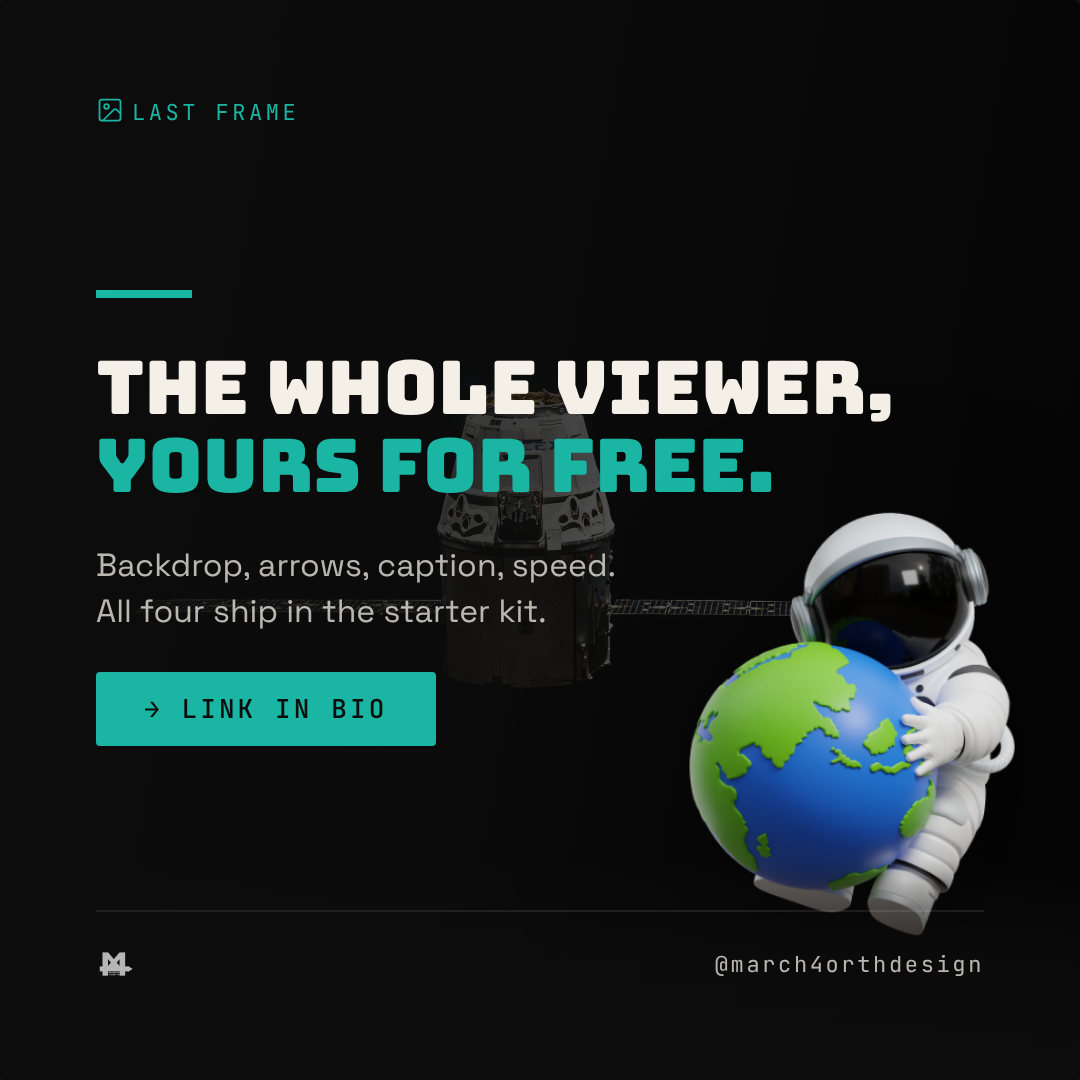 LAST FRAME
THE WHOLE VIEWER,
YOURS FOR FREE.
Backdrop, arrows, caption, speed.
All four ship in the starter kit.
→ LINK IN BIO
@march4orthdesign